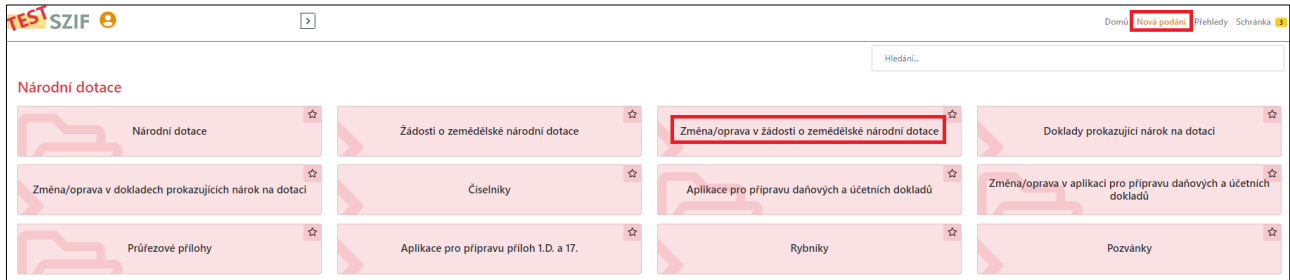 TEST SZIF
Domů Nová podání Přehledy Schránka 3
Hledání...
Národní dotace
Národní dotace
Žádosti o zemědělské národní dotace
Změna/oprava v žádosti o zemědělské národní dotace
Doklady prokazující nárok na dotaci
Změna/oprava v dokladech prokazujících nárok na dotaci
Číselníky
Aplikace pro přípravu daňových a účetních dokladů
Změna/oprava v aplikaci pro přípravu daňových a účetních
dokladů
Průřezové přílohy
Aplikace pro přípravu příloh 1.D. a 17.
Rybníky
Pozvánky